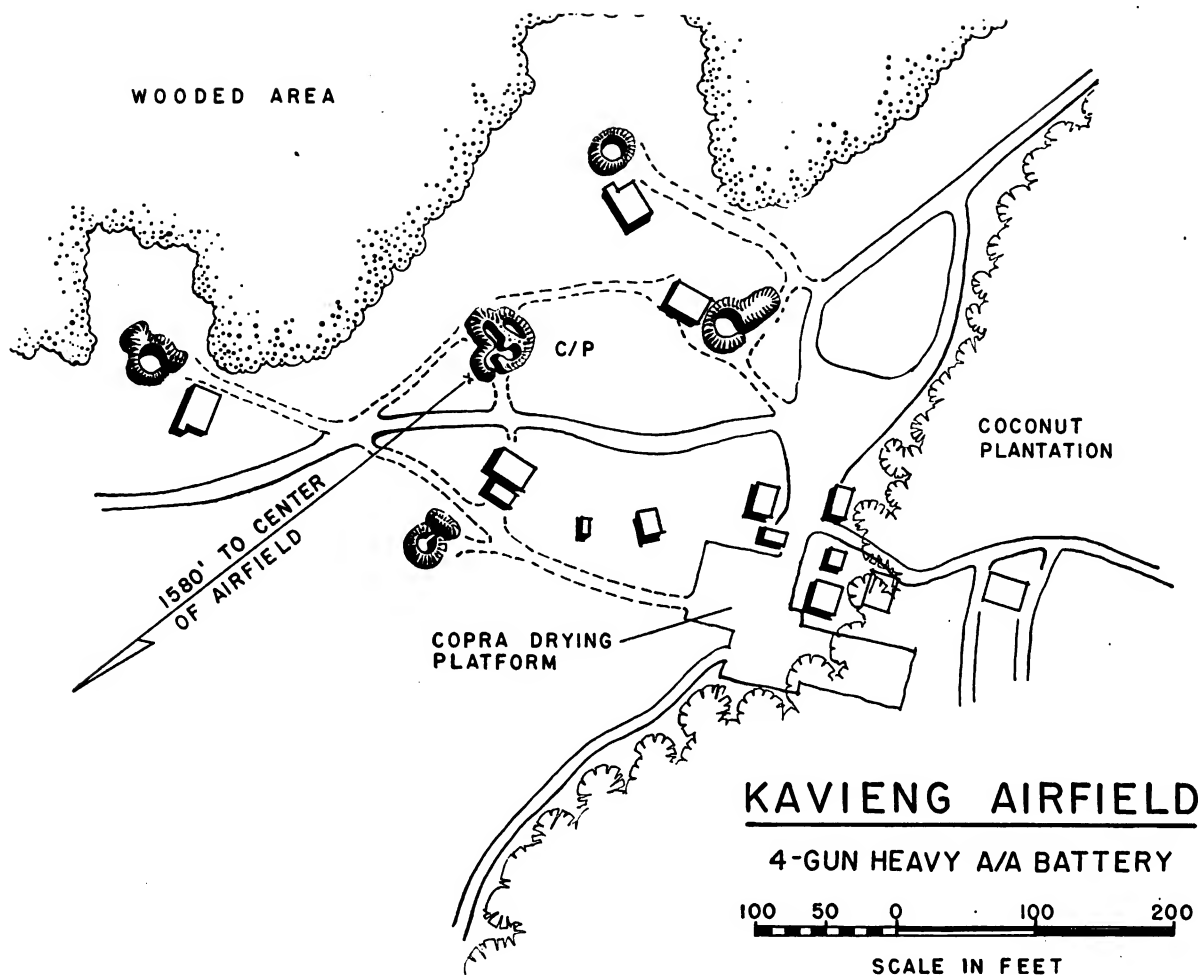 WOODED AREA
C/P
COCONUT
PLANTATION
1580' TO CENTER
OF AIRFIELD
COPRA DRYING
PLATFORM
KAVIENG AIRFIELD
4-GUN HEAVY A/A BATTERY
100 50 0 100 200
SCALE IN FEET